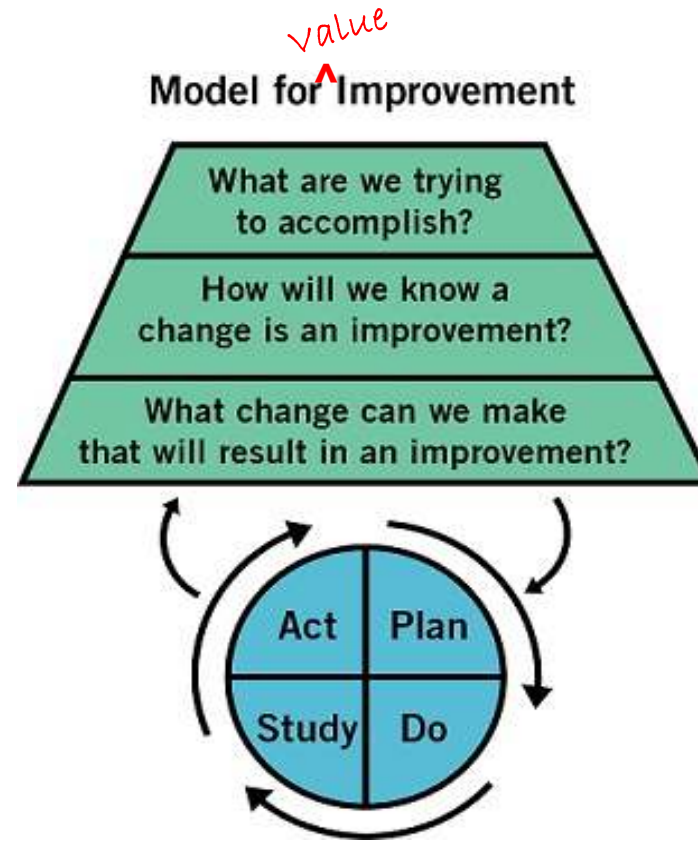 value
^
Model for Improvement
What are we trying
to accomplish?
How will we know a
change is an improvement?
What change can we make
that will result in an improvement?
Act Plan
Study Do